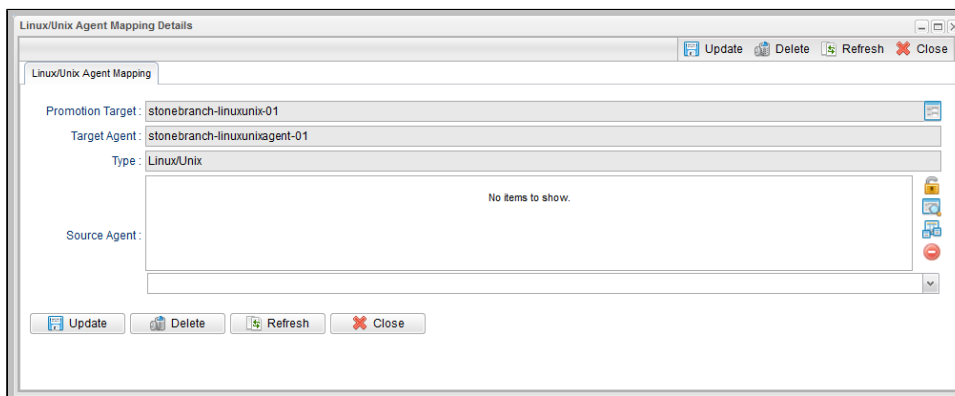 Linux/Unix Agent Mapping Details
Update Delete Refresh Close
Linux/Unix Agent Mapping
Promotion Target : stonebranch-linuxunix-01
Target Agent : stonebranch-linuxunixagent-01
Type : Linux/Unix
No items to show.
Source Agent :
Update Delete Refresh Close